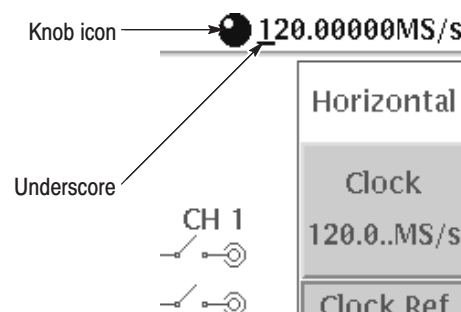 Knob icon
120.00000MS/s
Horizontal
Underscore
Clock
120.0..MS/s
CH 1
Clock Ref